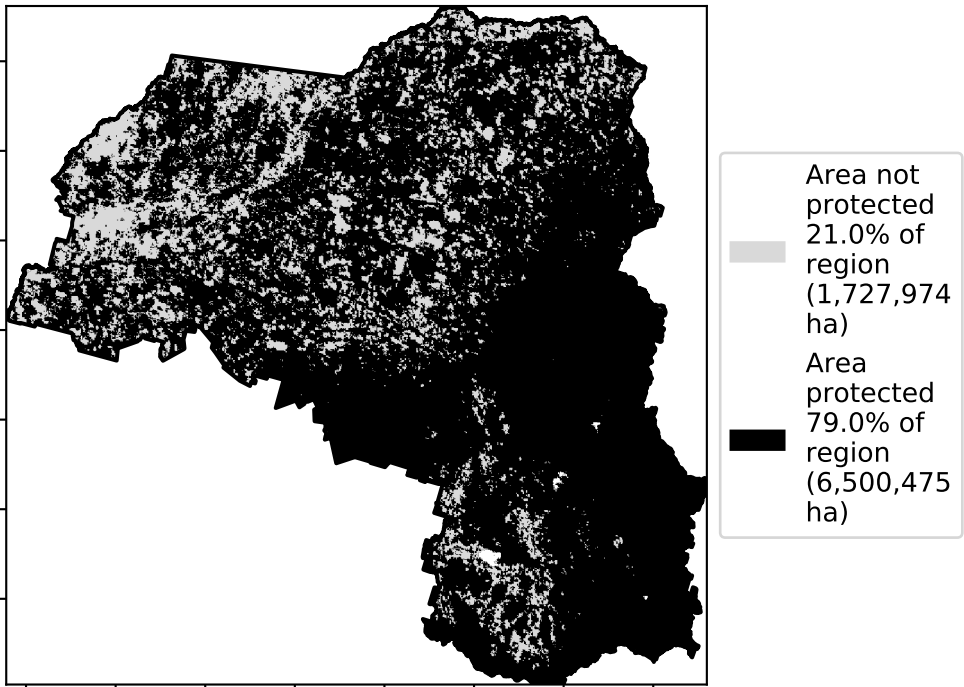 Area not
protected
21.0% of
region
(1,727,974
ha)
Area
protected
79.0% of
region
(6,500,475
ha)